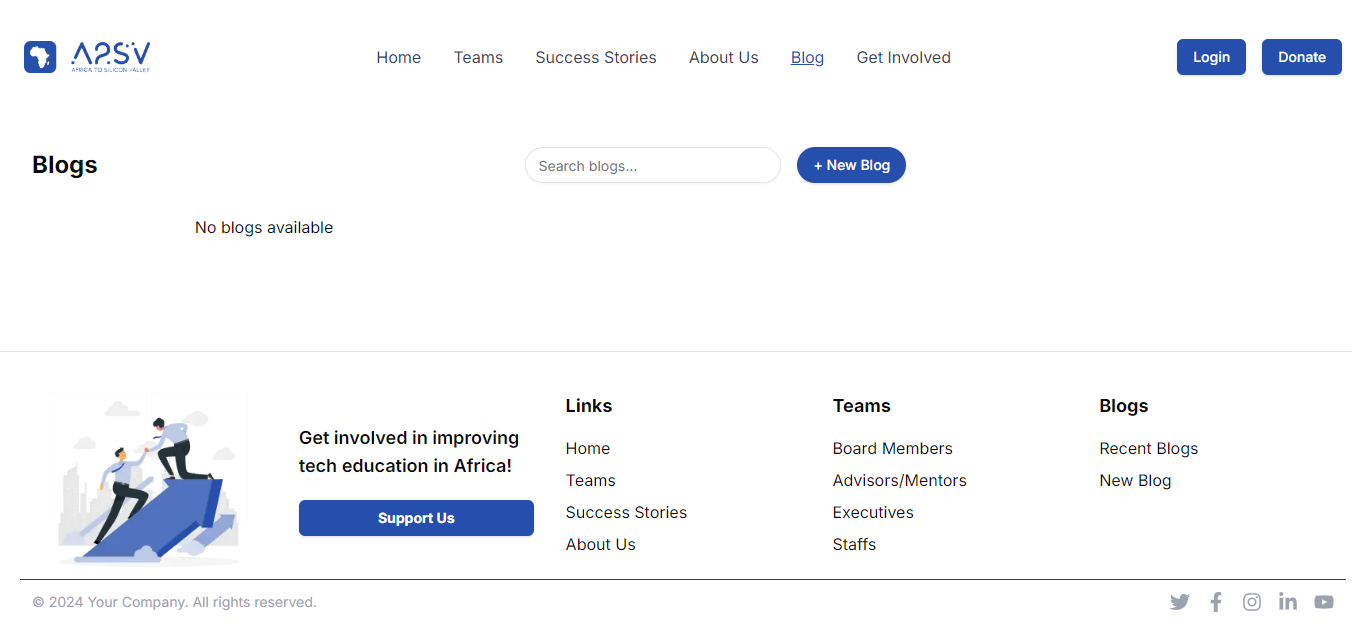 A2SV
AFRICA TO SILICON VALLEY
Home Teams Success Stories About Us Blog Get Involved
Login Donate
Blogs
Search blogs...
+ New Blog
No blogs available
Get involved in improving
tech education in Africa!
Support Us
Links
Home
Teams
Success Stories
About Us
Teams
Board Members
Advisors/Mentors
Executives
Staffs
Blogs
Recent Blogs
New Blog
© 2024 Your Company. All rights reserved.